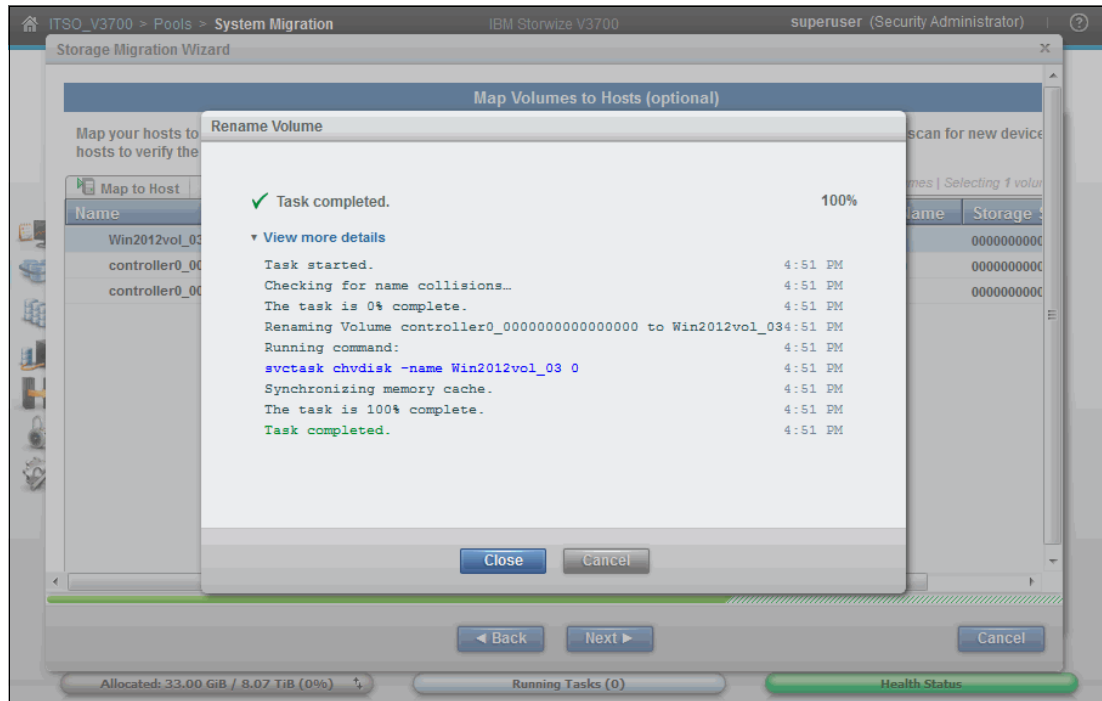 ITSO_V3700 > Pools > System Migration IBM Storwize V3700 superuser (Security Administrator) | ?
Storage Migration Wizard x
Map Volumes to Hosts (optional)
Map your hosts to scan for new device
hosts to verify the
Rename Volume
Map to Host mes | Selecting 1 volu
Name ame Storage S
Win2012vol_03 0000000000
controller0_00 0000000000
controller0_00 0000000000
Task completed. 100%
View more details
Task started. 4:51 PM
Checking for name collisions... 4:51 PM
The task is 0% complete. 4:51 PM
Renaming Volume controller0_0000000000000000 to Win2012vol_034:51 PM
Running command: 4:51 PM
svctask chvdisk -name Win2012vol_03 0 4:51 PM
Synchronizing memory cache. 4:51 PM
The task is 100% complete. 4:51 PM
Task completed. 4:51 PM
Close Cancel
Back Next Cancel
Allocated: 33.00 GiB / 8.07 TiB (0%) Running Tasks (0) Health Status